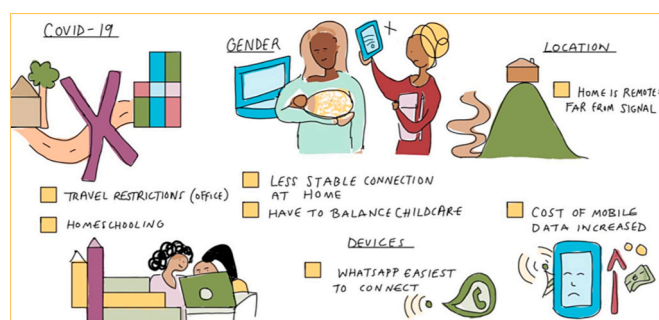 COVID-19
TRAVEL RESTRICTIONS (OFFICE)
HOMESCHOOLING
GENDER
LESS STABLE CONNECTION
AT HOME
HAVE TO BALANCE CHILDCARE
LOCATION
HOME IS REMOTE
FAR FROM SIGNAL
DEVICES
WHATSAPP EASIEST
TO CONNECT
COST OF MOBILE
DATA INCREASED